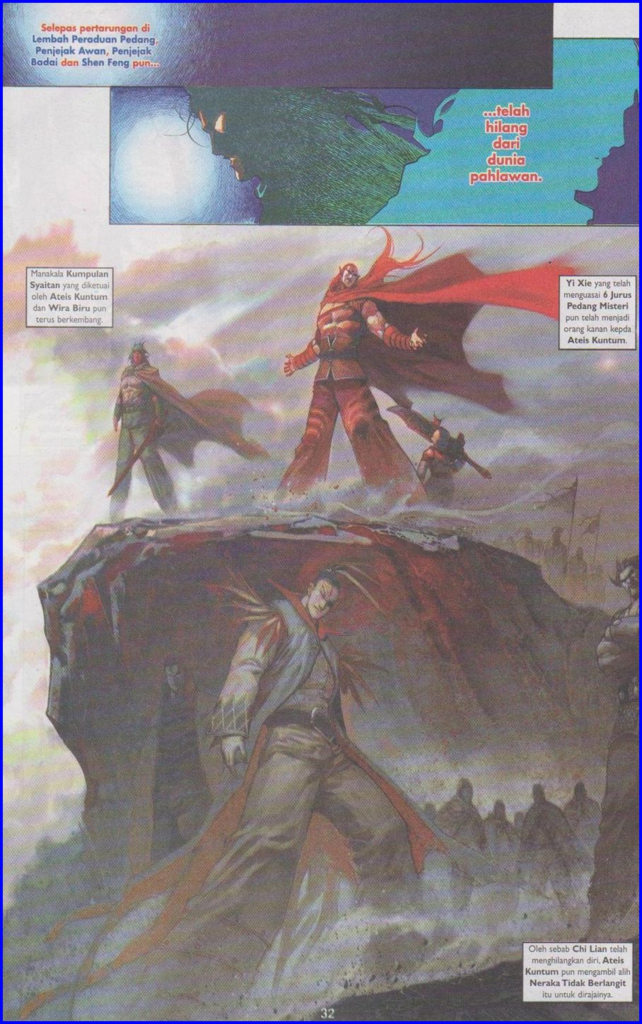 Selepas pertarungan di
Lembah Peraduan Pedang,
Penjejak Awan, Penjejak
Badai dan Shen Feng pun...
...telah
hilang
dari
dunia
pahlawan.
Manakala Kumpulan
Syaitan yang diketuai
oleh Ateis Kuntum
dan Wira Biru pun
terus berkembang.
Yi Xie yang telah
menguasai 6 Jurus
Pedang Misteri
pun telah menjadi
orang kanan kepda
Ateis Kuntum.
Oleh sebab Chi Lian telah
menghilangkan diri, Ateis
Kuntum pun mengambil alih
Neraka Tidak Berlangit
itu untuk dirajainya.
32